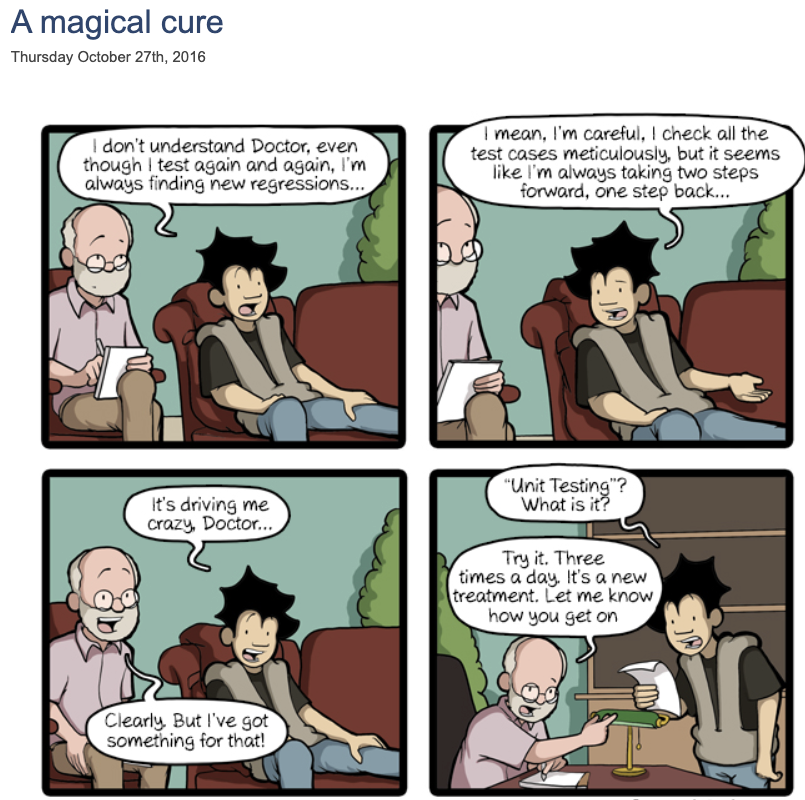 A magical cure
Thursday October 27th, 2016
I don't understand Doctor, even
though I test again and again, I'm
always finding new regressions...
I mean, I'm careful, I check all the
test cases meticulously, but it seems
like I'm always taking two steps
forward, one step back...
It's driving me
crazy, Doctor...
Clearly. But I've got
something for that!
"Unit Testing"?
What is it?
Try it. Three
times a day. It's a new
treatment. Let me know
how you get on